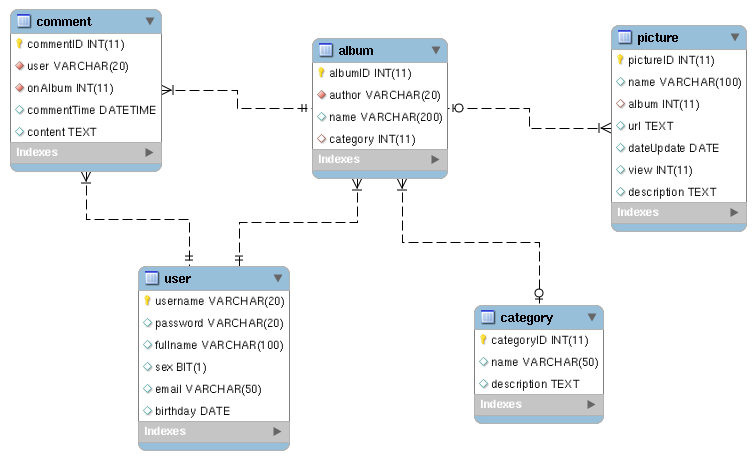 comment
commentID INT(11)
user VARCHAR(20)
onAlbum INT(11)
commentTime DATETIME
content TEXT
Indexes
album
albumID INT(11)
author VARCHAR(20)
name VARCHAR(200)
category INT(11)
Indexes
picture
pictureID INT(11)
name VARCHAR(100)
album INT(11)
url TEXT
dateUpdate DATE
view INT(11)
description TEXT
Indexes
user
username VARCHAR(20)
password VARCHAR(20)
fullname VARCHAR(100)
sex BIT(1)
email VARCHAR(50)
birthday DATE
Indexes
category
categoryID INT(11)
name VARCHAR(50)
description TEXT
Indexes